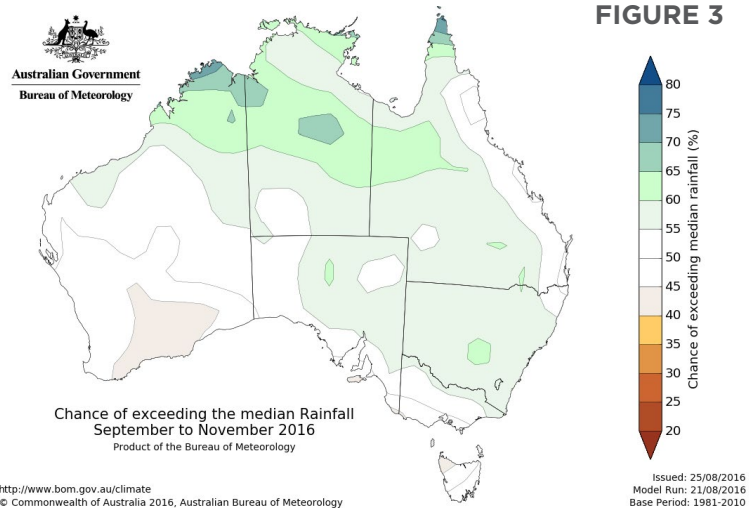 FIGURE 3
Australian Government
Bureau of Meteorology
80
75
70
65
60
55
50
45
40
35
30
25
20
Chance of exceeding median rainfall (%)
Chance of exceeding the median Rainfall
September to November 2016
Product of the Bureau of Meteorology
http://www.bom.gov.au/climate
© Commonwealth of Australia 2016, Australian Bureau of Meteorology
Issued: 25/08/2016
Model Run: 21/08/2016
Base Period: 1981-2010